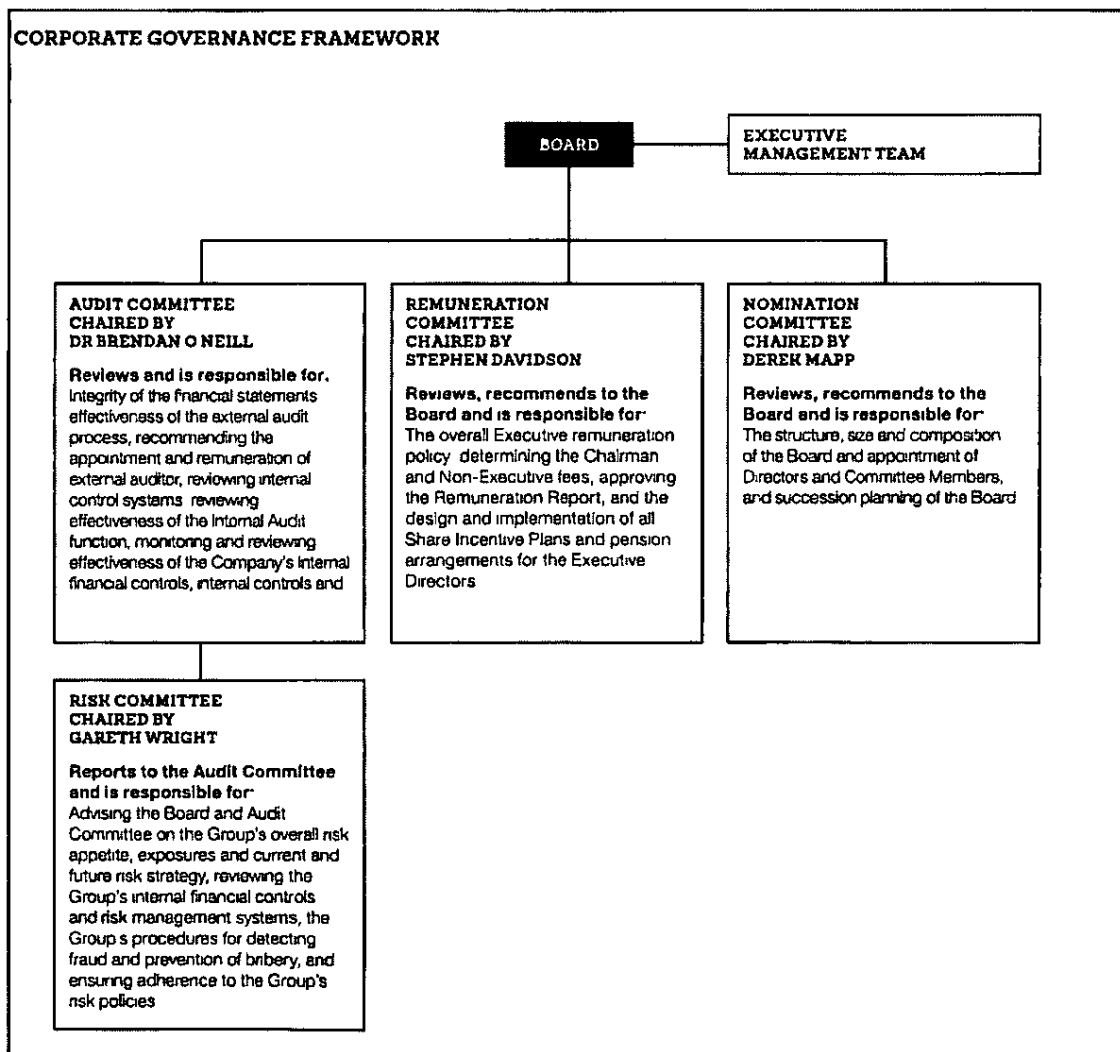 CORPORATE GOVERNANCE FRAMEWORK
BOARD
EXECUTIVE
MANAGEMENT TEAM
AUDIT COMMITTEE
CHAIRED BY
DR BRENDAN O NEILL
Reviews and is responsible for.
Integrity of the financial statements
effectiveness of the external audit
process, recommending the
appointment and remuneration of
external auditor, reviewing internal
control systems reviewing
effectiveness of the Internal Audit
function, monitoring and reviewing
effectiveness of the Company's internal
financial controls, internal controls and
REMUNERATION
COMMITTEE
CHAIRED BY
STEPHEN DAVIDSON
Reviews, recommends to the
Board and is responsible for
The overall Executive remuneration
policy determining the Chairman
and Non-Executive fees, approving
the Remuneration Report, and the
design and implementation of all
Share Incentive Plans and pension
arrangements for the Executive
Directors
NOMINATION
COMMITTEE
CHAIRED BY
DEREK MAPP
Reviews, recommends to the
Board and is responsible for
The structure, size and composition
of the Board and appointment of
Directors and Committee Members,
and succession planning of the Board
RISK COMMITTEE
CHAIRED BY
GARETH WRIGHT
Reports to the Audit Committee
and is responsible for
Advising the Board and Audit
Committee on the Group's overall risk
appetite, exposures and current and
future risk strategy, reviewing the
Group's internal financial controls
and risk management systems, the
Group s procedures for detecting
fraud and prevention of bribery, and
ensuring adherence to the Group's
risk policies